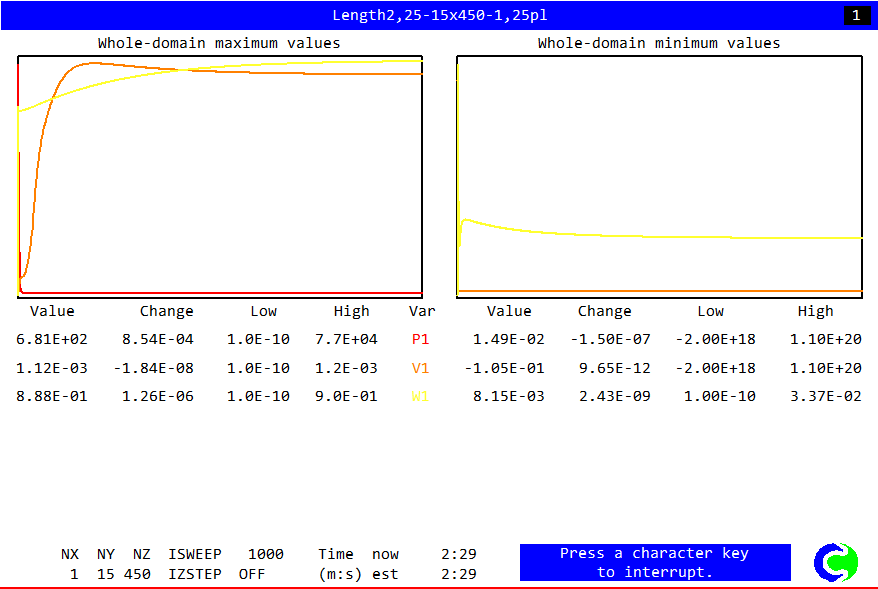 Length2,25-15x450-1,25pl 1
Whole-domain maximum values Whole-domain minimum values
Value Change Low High Var Value Change Low High
6.81E+02 8.54E-04 1.0E-10 7.7E+04 P1 1.49E-02 -1.50E-07 -2.00E+18 1.10E+20
1.12E-03 -1.84E-08 1.0E-10 1.2E-03 V1 -1.05E-01 9.65E-12 -2.00E+18 1.10E+20
8.88E-01 1.26E-06 1.0E-10 9.0E-01 W1 8.15E-03 2.43E-09 1.00E-10 3.37E-02
NX NY NZ ISWEEP 1000 Time now 2:29 Press a character key
1 15 450 IZSTEP OFF (m:s) est 2:29 to interrupt.